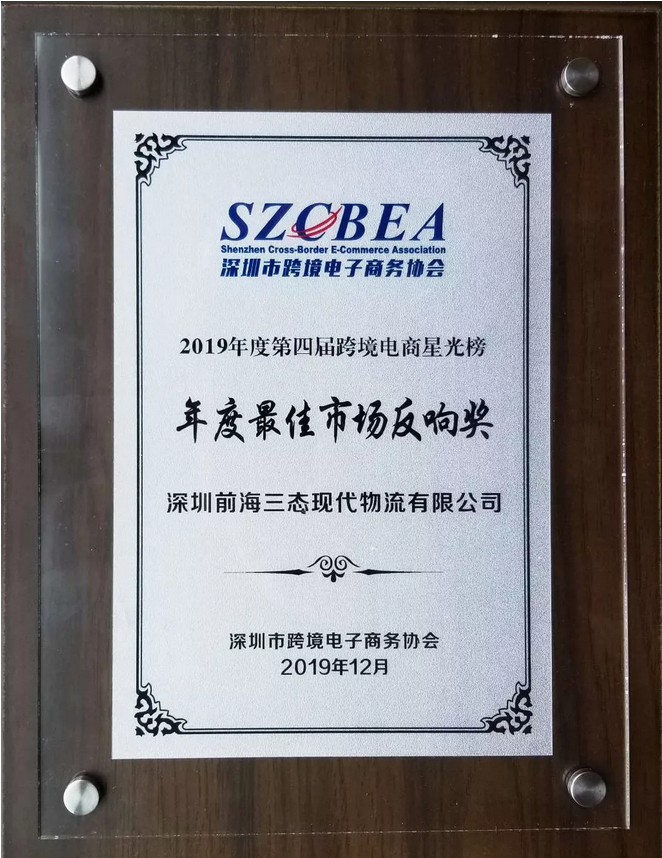 SZCBEA
Shenzhen Cross-Border E-Commerce Association
深圳市跨境电子商务协会
2019年度第四届跨境电商星光榜
年度最佳市场反响奖
深圳前海三态现代物流有限公司
深圳市跨境电子商务协会
2019年12月